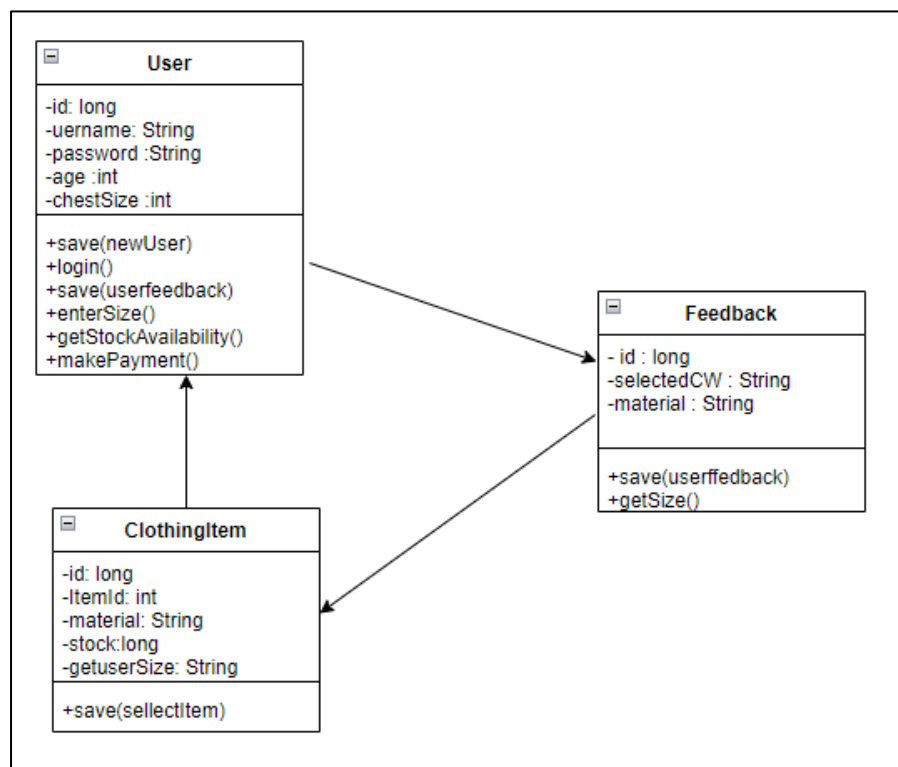 User
-id: long
-uername: String
-password :String
-age :int
-chestSize :int
+save(newUser)
+login()
+save(userfeedback)
+enterSize()
+getStockAvailability()
+makePayment()
Feedback
- id : long
-selectedCW : String
-material : String
+save(userffedback)
+getSize()
ClothingItem
-id: long
-ItemId: int
-material: String
-stock:long
-getuserSize: String
+save(sellectItem)